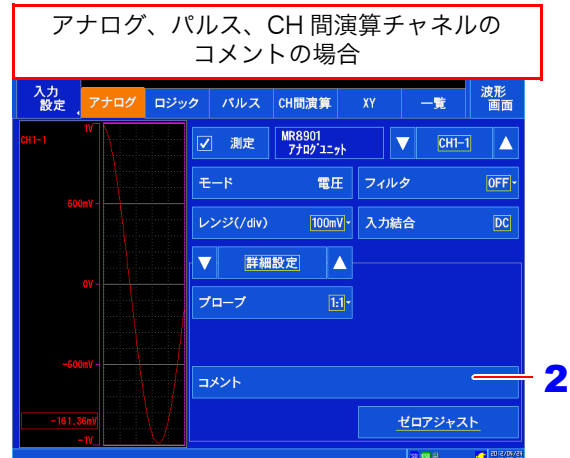 アナログ、パルス、CH 間演算チャネルの
コメントの場合
入力
設定
アナログ
ロジック
パルス
CH間演算
XY
一覧
波形
画面
CH1-1
1V
500mV
0V
-500mV
-161.36mV
-1V
測定
MR8901
アナログユニット
CH1-1
モード 電圧
フィルタ OFF
レンジ(/div) 100mV
入力結合 DC
詳細設定
プローブ 1:1
コメント
2
ゼロアジャスト